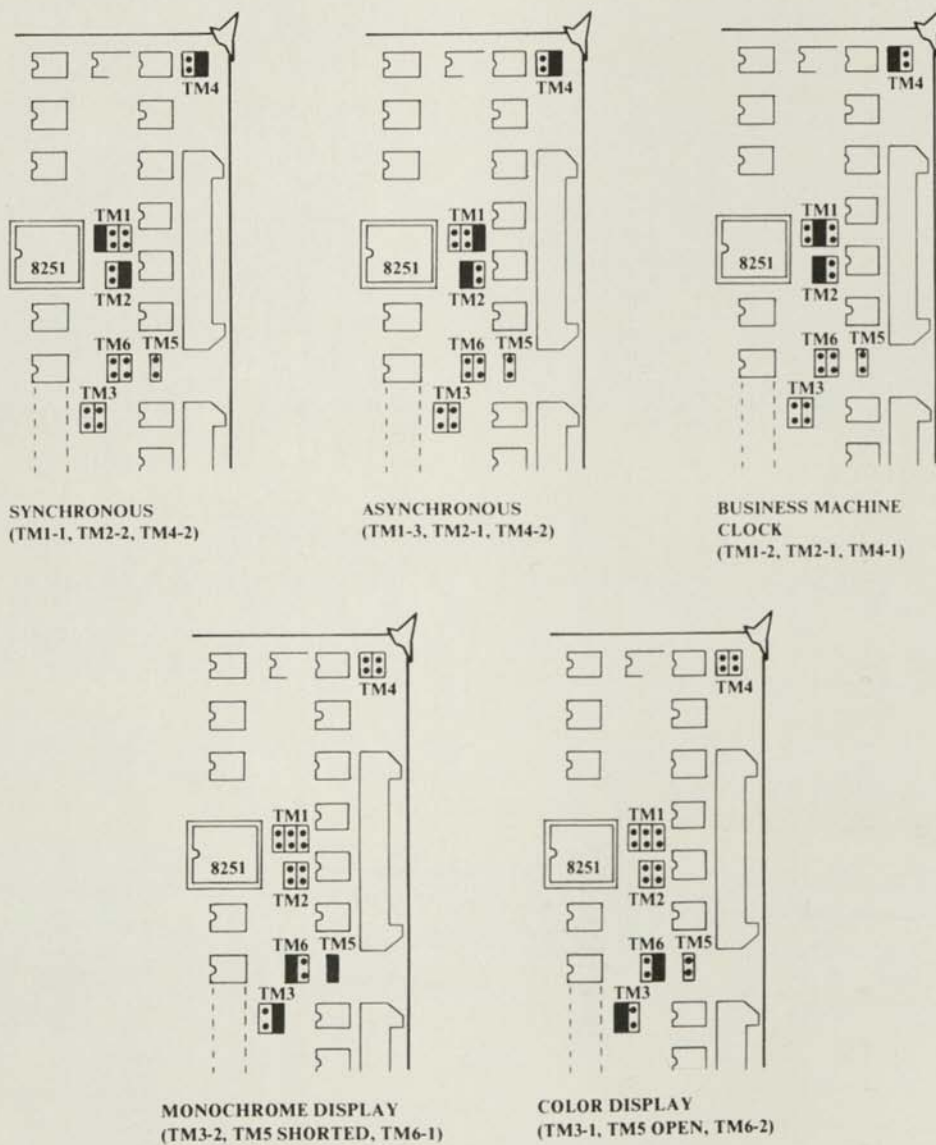 TM4
TM1
8251
TM2
TM6 TM5
TM3
SYNCHRONOUS
(TM1-1, TM2-2, TM4-2)
TM4
TM1
8251
TM2
TM6 TM5
TM3
ASYNCHRONOUS
(TM1-3, TM2-1, TM4-2)
TM4
TM1
8251
TM2
TM6 TM5
TM3
BUSINESS MACHINE
CLOCK
(TM1-2, TM2-1, TM4-1)
TM4
TM1
8251
TM2
TM6 TM5
TM3
MONOCHROME DISPLAY
(TM3-2, TM5 SHORTED, TM6-1)
TM4
TM1
8251
TM2
TM6 TM5
TM3
COLOR DISPLAY
(TM3-1, TM5 OPEN, TM6-2)